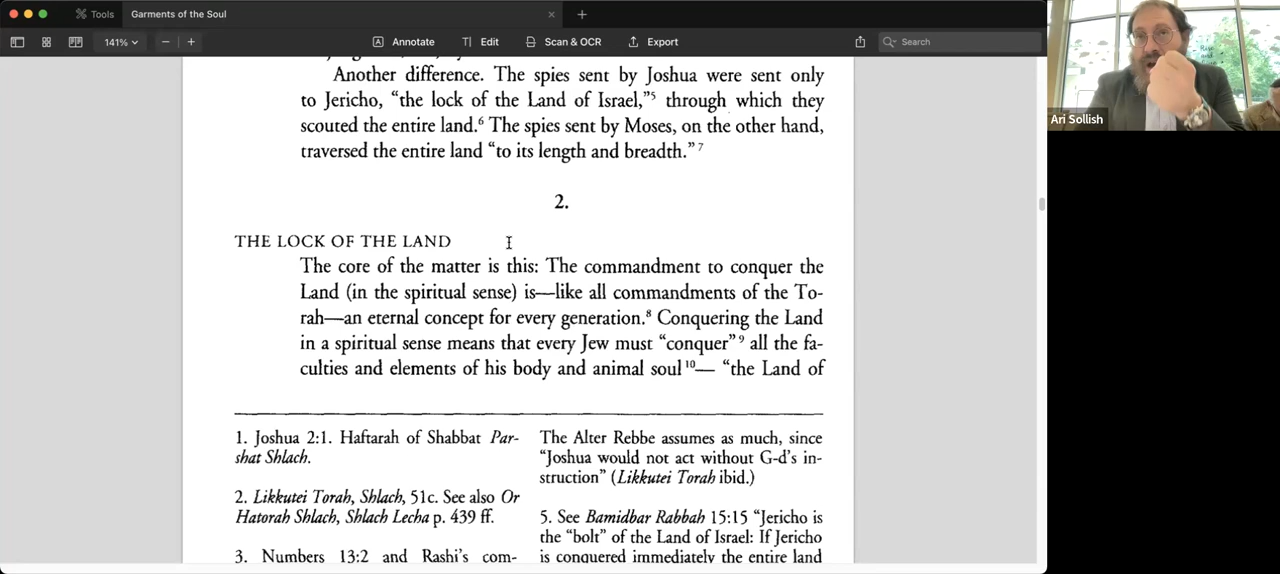 Tools
Garments of the Soul
141%
Annotate
Edit
Scan & OCR
Export
Search
Ari Sollish
Another difference. The spies sent by Joshua were sent only
to Jericho, “the lock of the Land of Israel,”5 through which they
scouted the entire land.6 The spies sent by Moses, on the other hand,
traversed the entire land “to its length and breadth.”7
2.
THE LOCK OF THE LAND
The core of the matter is this: The commandment to conquer the
Land (in the spiritual sense) is—like all commandments of the To-
rah—an eternal concept for every generation.8 Conquering the Land
in a spiritual sense means that every Jew must “conquer”9 all the fa-
culties and elements of his body and animal soul10— “the Land of
1. Joshua 2:1. Haftarah of Shabbat Par-
shat Shlach.
2. Likkutei Torah, Shlach, 51c. See also Or
Hatorah Shlach, Shlach Lecha p. 439 ff.
3. Numbers 13:2 and Rashi's com-
The Alter Rebbe assumes as much, since
“Joshua would not act without G-d's in-
struction” (Likkutei Torah ibid.)
5. See Bamidbar Rabbah 15:15 “Jericho is
the “bolt” of the Land of Israel: If Jericho
is conquered immediately the entire land